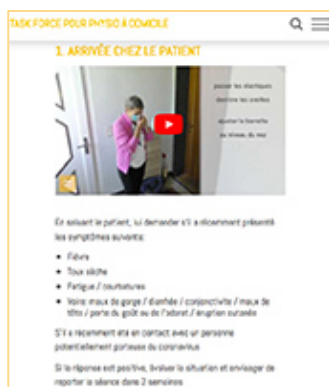 TASK FORCE POUR PHYSIO À DOMICILE
1. ARRIVÉE CHEZ LE PATIENT
passer les élastiques
derrière les oreilles
ajuster la barrette
au niveau du nez
En saluant le patient, lui demander s'il a récemment présenté
les symptômes suivants:
Fièvre
Toux sèche
Fatigue / courbatures
Voire: maux de gorge / diarrhée / conjonctivite / maux de
tête / perte du goût ou de l'odorat / éruption cutanée
S'il a récemment été en contact avec un personne
potentiellement porteuse du coronavirus
Si la réponse est positive, évaluer la situation et envisager de
reporter la séance dans 2 semaines